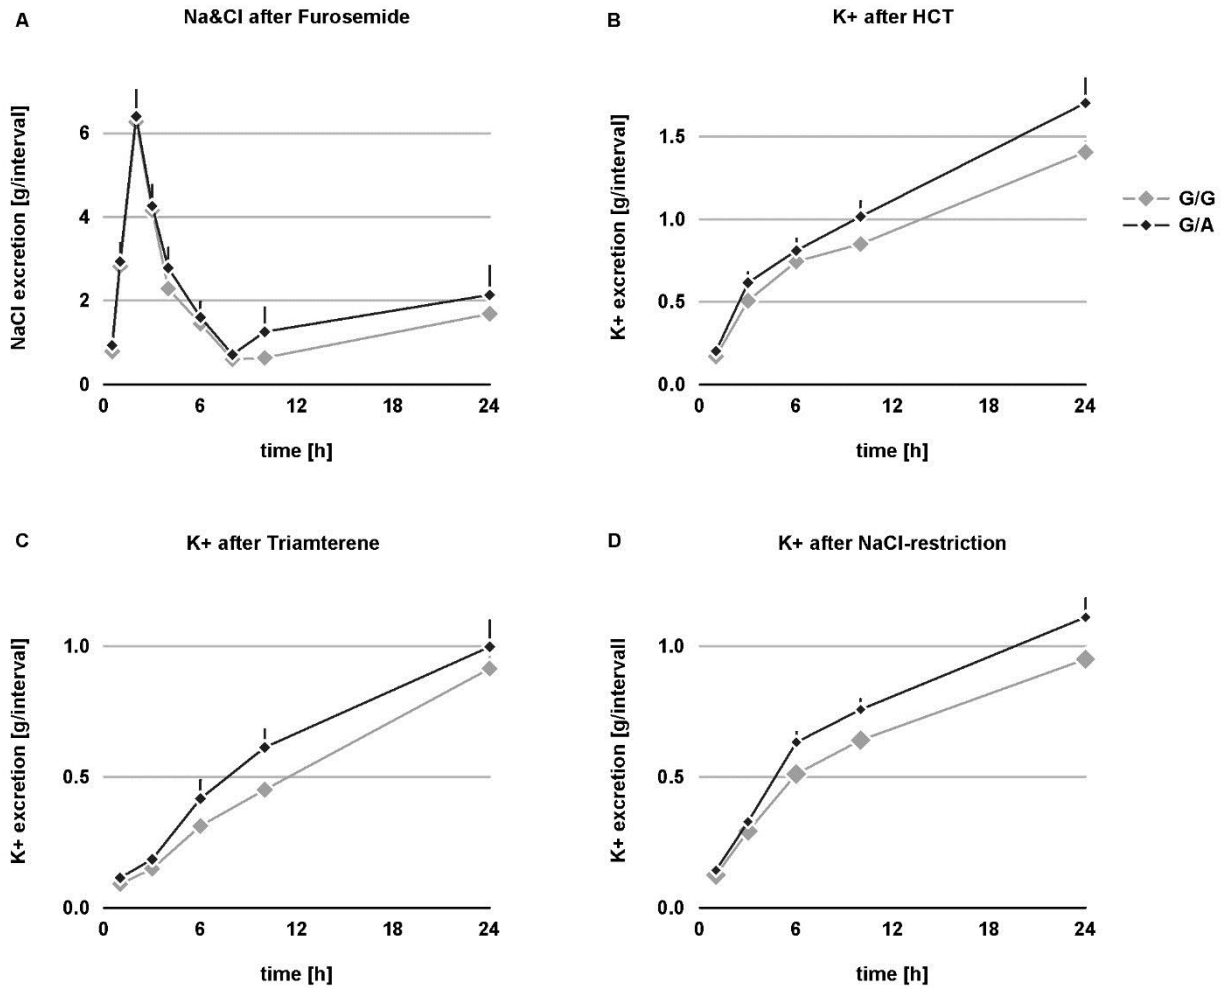 A
Na&Cl after Furosemide
NaCl excretion [g/interval]
6
4
2
0
0 6 12 18 24
time [h]
B
K+ after HCT
K+ excretion [g/interval]
1.5
1.0
0.5
0.0
0 6 12 18 24
time [h]
G/G
G/A
C
K+ after Triamterene
K+ excretion [g/interval]
1.0
0.5
0.0
0 6 12 18 24
time [h]
D
K+ after NaCl-restriction
K+ excretion [g/interval]
1.0
0.5
0.0
0 6 12 18 24
time [h]